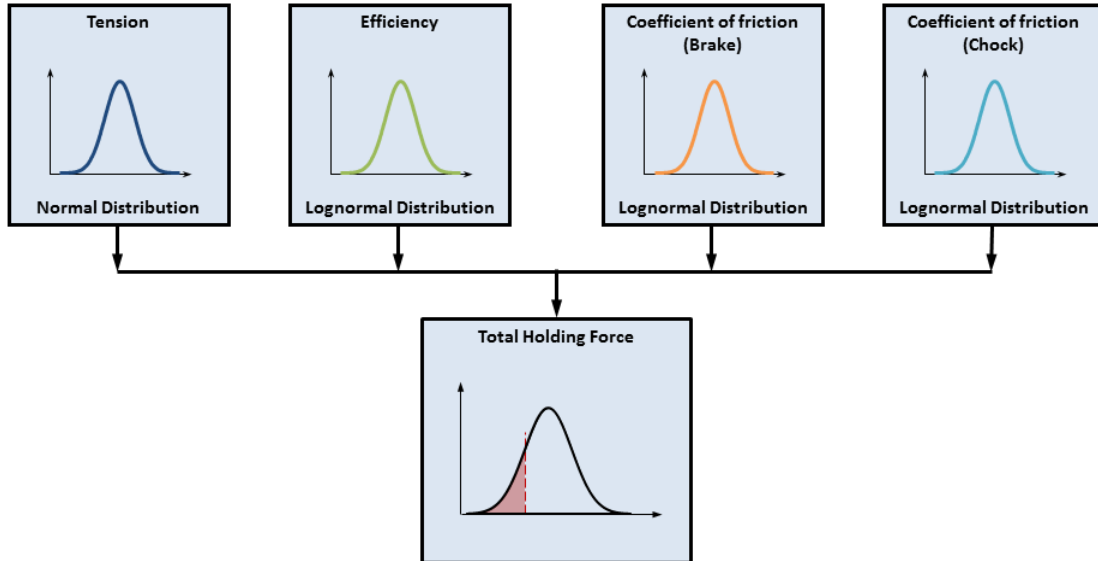 Tension
Normal Distribution
Efficiency
Lognormal Distribution
Coefficient of friction
(Brake)
Lognormal Distribution
Coefficient of friction
(Chock)
Lognormal Distribution
Total Holding Force